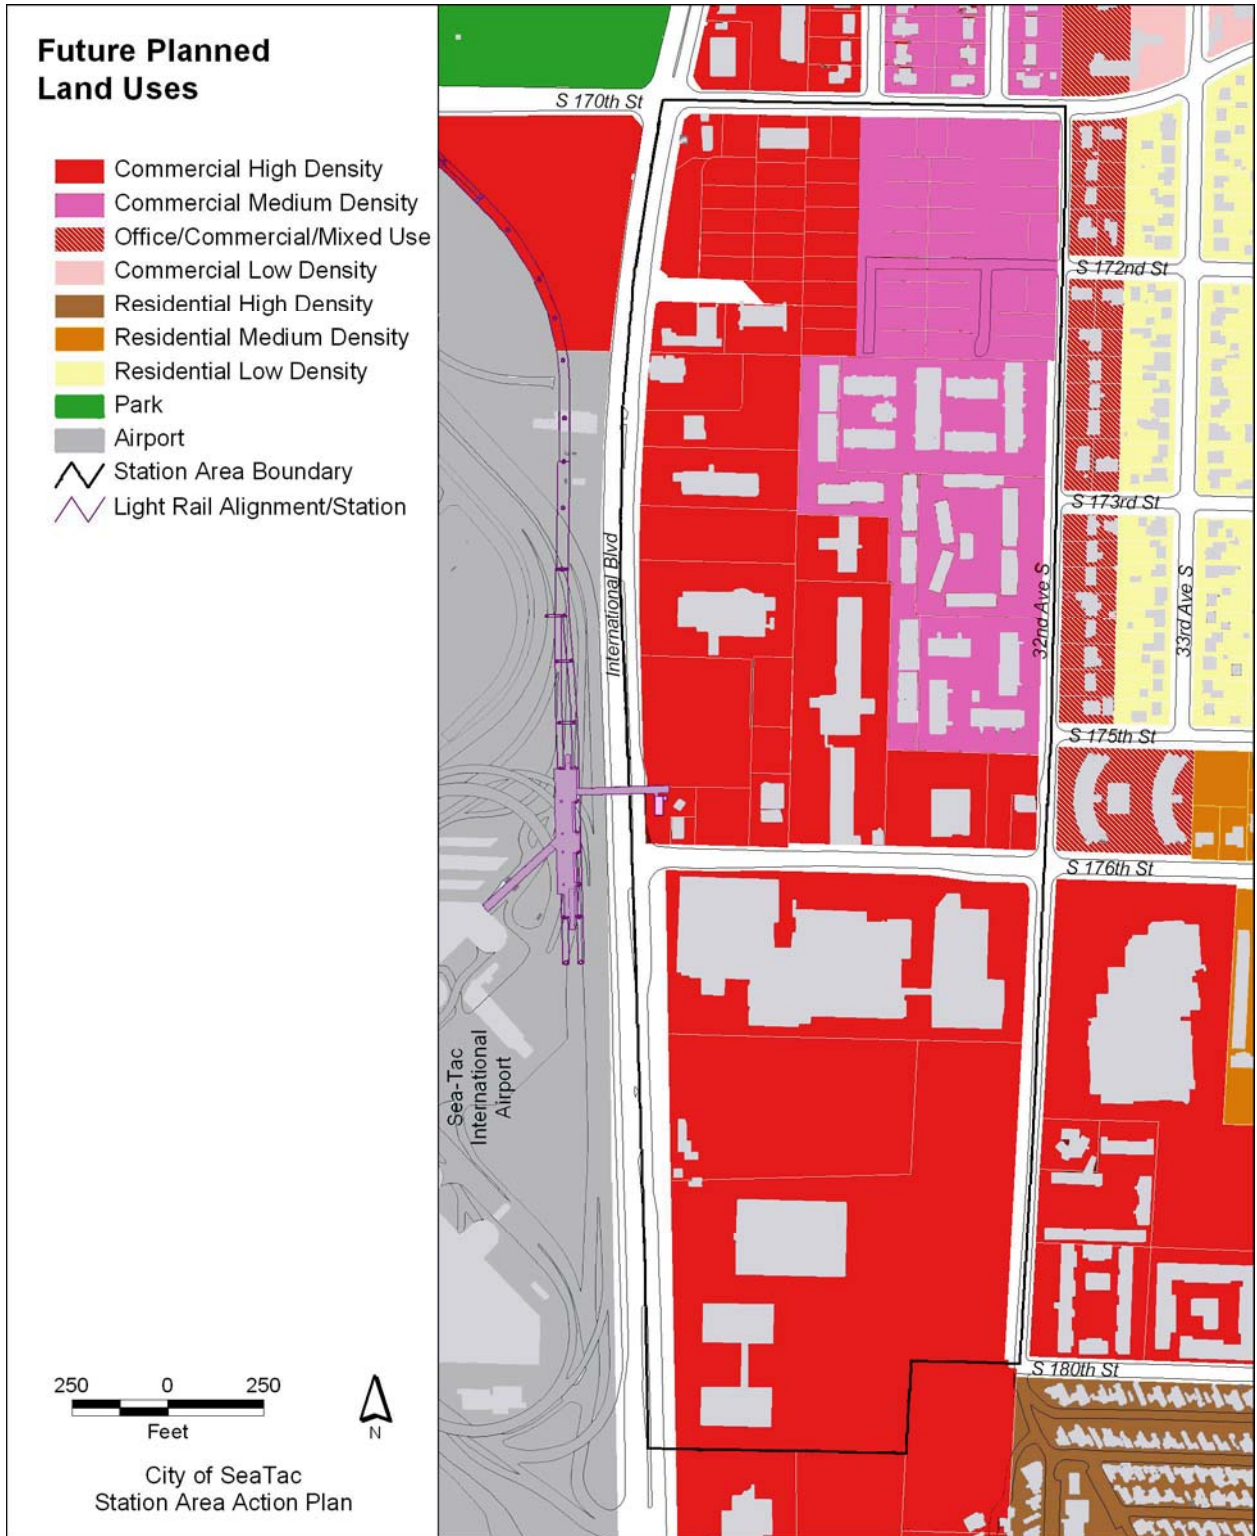 Future Planned
Land Uses
Commercial High Density
Commercial Medium Density
Office/Commercial/Mixed Use
Commercial Low Density
Residential High Density
Residential Medium Density
Residential Low Density
Park
Airport
Station Area Boundary
Light Rail Alignment/Station
S 170th St
S 172nd St
S 173rd St
International Blvd
32nd Ave S
33rd Ave S
S 175th St
S 176th St
Sea-Tac
International
Airport
S 180th St
250 0 250
Feet
N
City of SeaTac
Station Area Action Plan